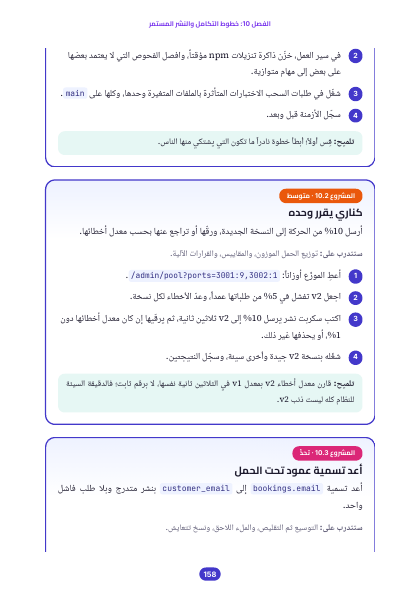 الفصل 10: خطوط التكامل والنشر المستمر
2 في سير العمل، خزّن ذاكرة تنزيلات npm مؤقتاً، وافصل الفحوص التي لا يعتمد بعضها
على بعض إلى مهام متوازية.
3 شغّل في طلبات السحب الاختبارات المتأثرة بالملفات المتغيرة وحدها، وكلها على main.
4 سجّل الأزمنة قبل وبعد.
تلميح: قِس أولاً؛ أبطأ خطوة نادراً ما تكون التي يشتكي منها الناس.
المشروع 10.2 · متوسط
كناري يقرر وحده
أرسل 10% من الحركة إلى النسخة الجديدة، ورقّها أو تراجع عنها بحسب معدل أخطائها.
ستتدرب على: توزيع الحمل الموزون، والمقاييس، والقرارات الآلية.
1 أعطِ الموزّع أوزاناً: /admin/pool?ports=3001:9,3002:1.
2 اجعل v2 تفشل في 5% من طلباتها عمداً، وعدّ الأخطاء لكل نسخة.
3 اكتب سكربت نشر يرسل 10% إلى v2 ثلاثين ثانية، ثم يرقيها إن كان معدل أخطائها دون
1%، أو يحذفها غير ذلك.
4 شغّله بنسخة v2 جيدة وأخرى سيئة، وسجّل النتيجتين.
تلميح: قارن معدل أخطاء v2 بمعدل v1 في الثلاثين ثانية نفسها، لا برقم ثابت؛ فالدقيقة السيئة
للنظام كله ليست ذنب v2.
المشروع 10.3 · تحدٍّ
أعد تسمية عمود تحت الحمل
أعد تسمية bookings.email إلى customer_email بنشر متدرج وبلا طلب فاشل
واحد.
ستتدرب على: التوسيع ثم التقليص، والملء اللاحق، ونسخ تتعايش.
158